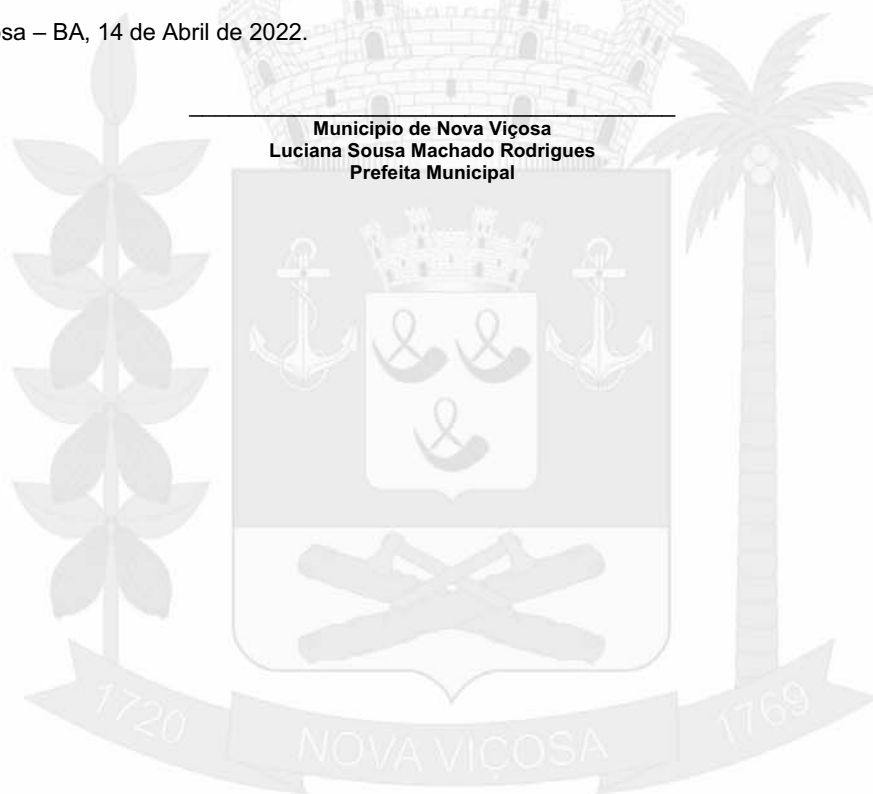 osa – BA, 14 de Abril de 2022.
Municipio de Nova Viçosa
Luciana Sousa Machado Rodrigues
Prefeita Municipal
1720
NOVA VIÇOSA
1769